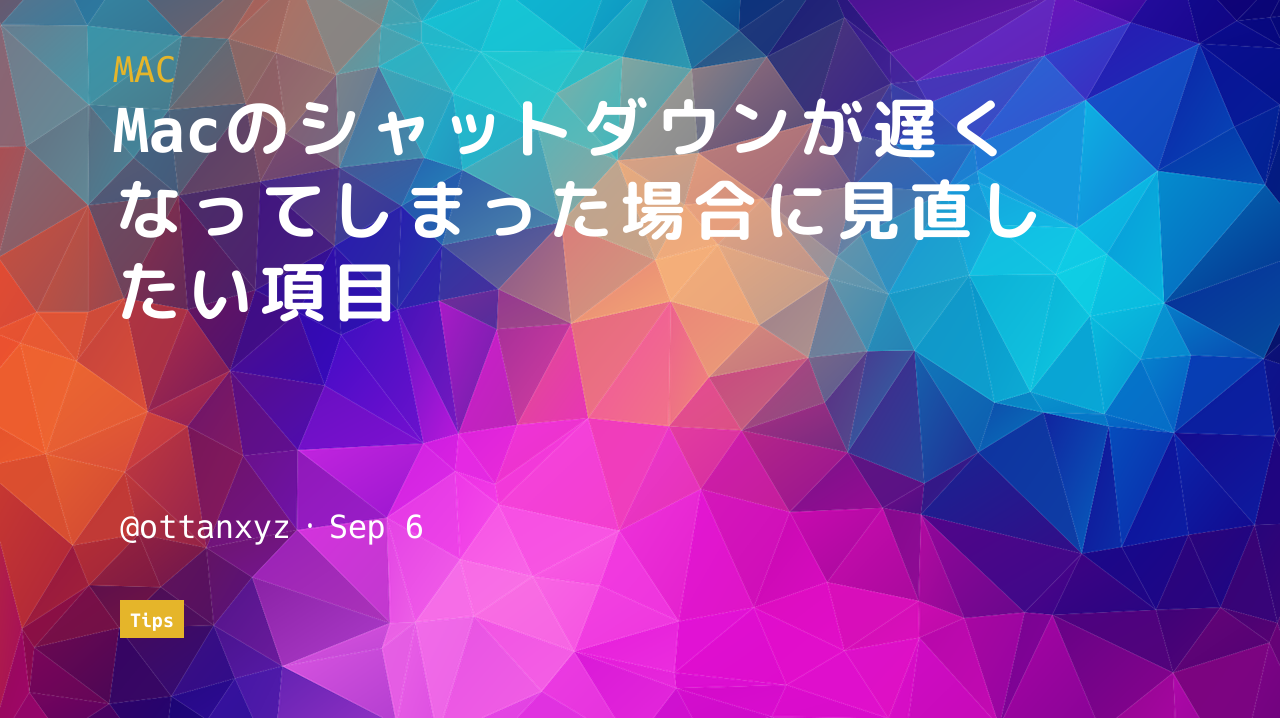 MAC
Macのシャットダウンが遅く
なってしまった場合に見直し
たい項目
@ottanxyz・Sep 6
Tips